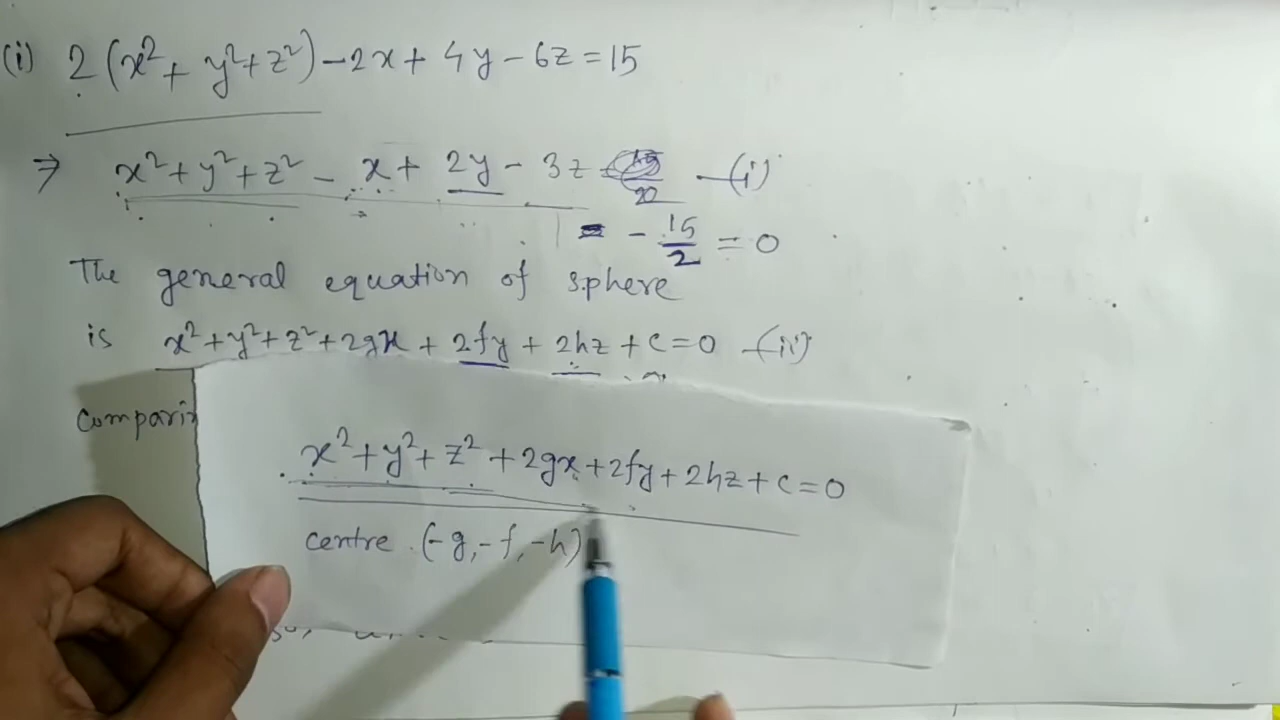 (i) 2(x²+y²+z²)-2x+4y-6z=15
⇒ x²+y²+z²-x+2y-3z —(i)
-15/2=0
The general equation of sphere
is x²+y²+z²+2gx+2fy+2hz+c=0 —(ii)
x²+y²+z²+2gx+2fy+2hz+c=0
centre (-g,-f,-h)